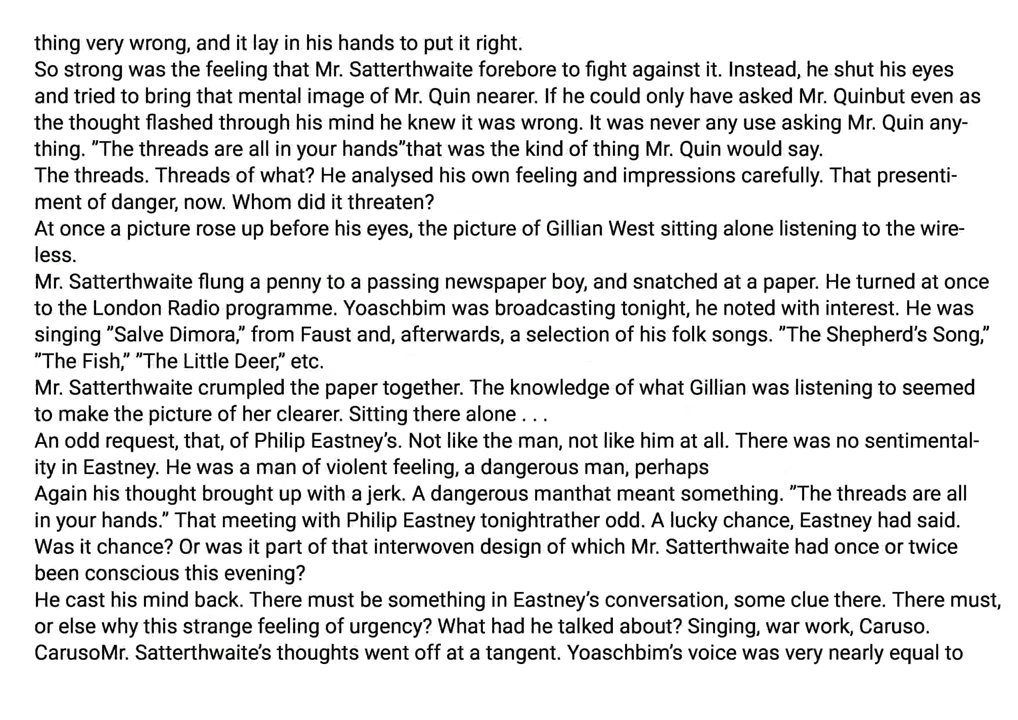 thing very wrong, and it lay in his hands to put it right.
So strong was the feeling that Mr. Satterthwaite forebore to fight against it. Instead, he shut his eyes
and tried to bring that mental image of Mr. Quin nearer. If he could only have asked Mr. Quinbut even as
the thought flashed through his mind he knew it was wrong. It was never any use asking Mr. Quin any-
thing. "The threads are all in your hands"that was the kind of thing Mr. Quin would say.
The threads. Threads of what? He analysed his own feeling and impressions carefully. That presenti-
ment of danger, now. Whom did it threaten?
At once a picture rose up before his eyes, the picture of Gillian West sitting alone listening to the wire-
less.
Mr. Satterthwaite flung a penny to a passing newspaper boy, and snatched at a paper. He turned at once
to the London Radio programme. Yoaschbim was broadcasting tonight, he noted with interest. He was
singing "Salve Dimora," from Faust and, afterwards, a selection of his folk songs. "The Shepherd's Song,"
"The Fish," "The Little Deer," etc.
Mr. Satterthwaite crumpled the paper together. The knowledge of what Gillian was listening to seemed
to make the picture of her clearer. Sitting there alone . . .
An odd request, that, of Philip Eastney's. Not like the man, not like him at all. There was no sentimental-
ity in Eastney. He was a man of violent feeling, a dangerous man, perhaps
Again his thought brought up with a jerk. A dangerous manthat meant something. "The threads are all
in your hands." That meeting with Philip Eastney tonightrather odd. A lucky chance, Eastney had said.
Was it chance? Or was it part of that interwoven design of which Mr. Satterthwaite had once or twice
been conscious this evening?
He cast his mind back. There must be something in Eastney's conversation, some clue there. There must,
or else why this strange feeling of urgency? What had he talked about? Singing, war work, Caruso.
CarusoMr. Satterthwaite's thoughts went off at a tangent. Yoaschbim's voice was very nearly equal to